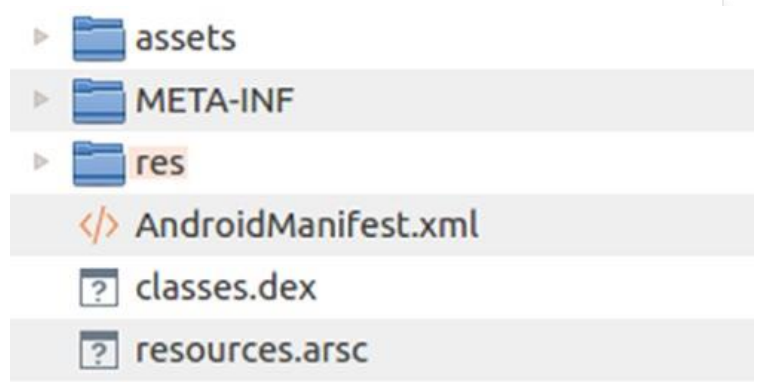 assets
META-INF
res
AndroidManifest.xml
classes.dex
resources.arsc